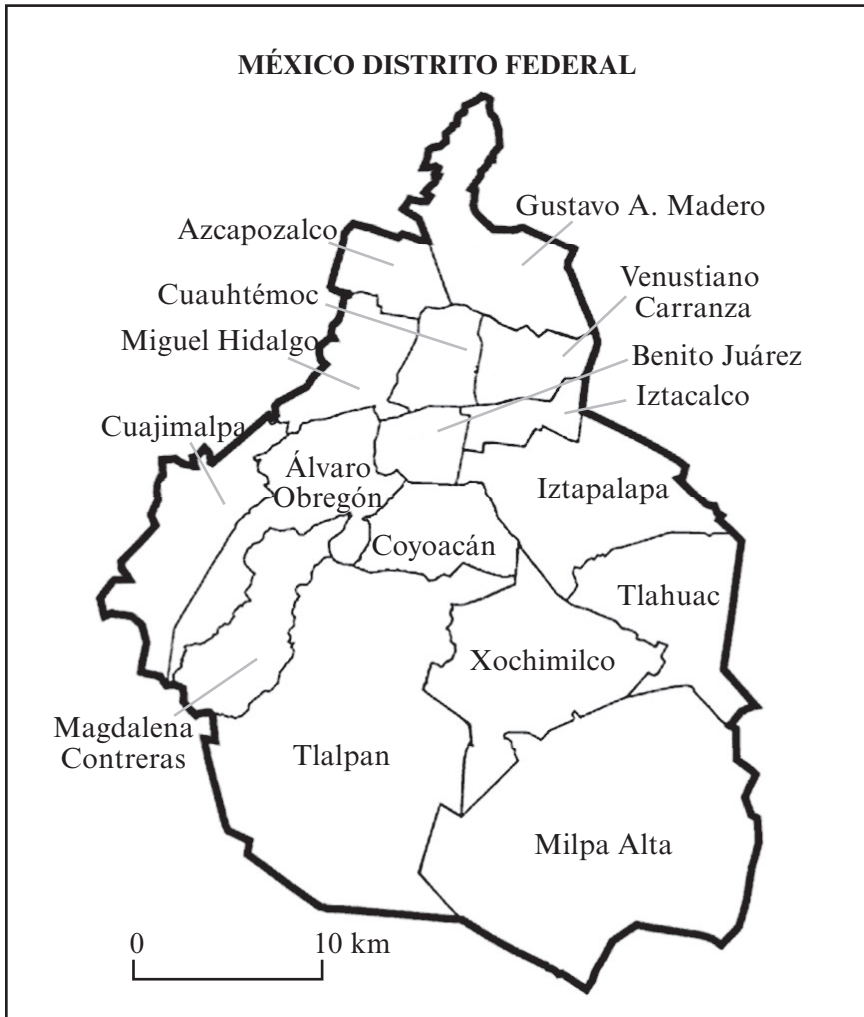 MÉXICO DISTRITO FEDERAL
Gustavo A. Madero
Azcapozalco
Venustiano
Carranza
Cuauhtémoc
Miguel Hidalgo
Benito Juárez
Iztacalco
Cuajimalpa
Álvaro
Obregón
Iztapalapa
Coyoacán
Tlahuac
Xochimilco
Magdalena
Contreras
Tlalpan
Milpa Alta
0 10 km